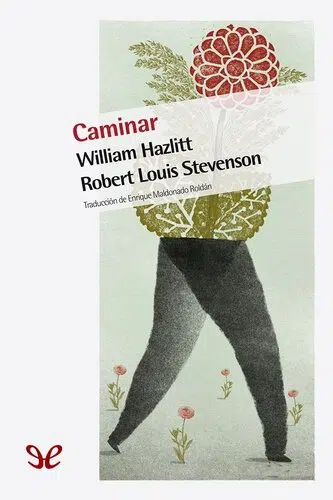 Caminar
William Hazlitt
Robert Louis Stevenson
Traducción de Enrique Maldonado Roldán